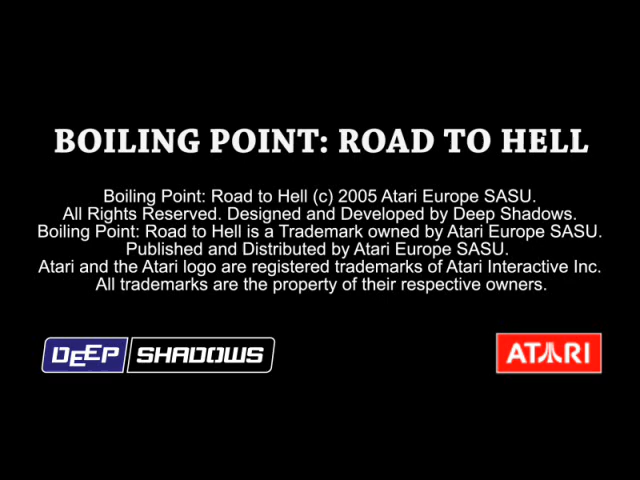 BOILING POINT: ROAD TO HELL
Boiling Point: Road to Hell (c) 2005 Atari Europe SASU.
All Rights Reserved. Designed and Developed by Deep Shadows.
Boiling Point: Road to Hell is a Trademark owned by Atari Europe SASU.
Published and Distributed by Atari Europe SASU.
Atari and the Atari logo are registered trademarks of Atari Interactive Inc.
All trademarks are the property of their respective owners.
DEEP SHADOWS
ATARI